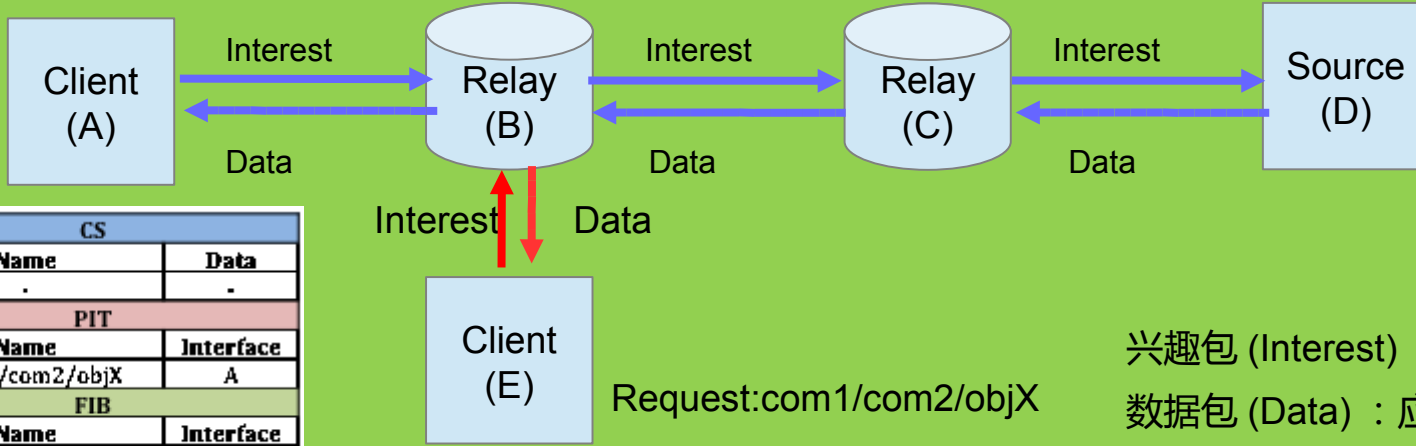 Client
(A)
Interest
Data
Relay
(B)
Interest
Data
Relay
(C)
Interest
Data
Source
(D)
Interest
Data
Client
(E)
Request:com1/com2/objX
CS
Name Data
. -
PIT
Name Interface
/com2/objX A
FIB
Name Interface
兴趣包 (Interest)
数据包 (Data) ：应